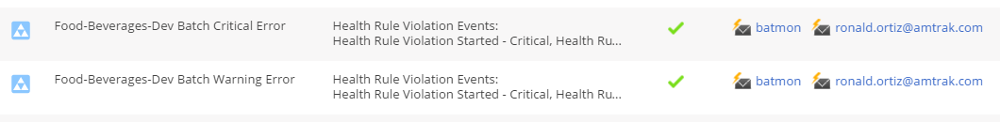 Food-Beverages-Dev Batch Critical Error
Health Rule Violation Events:
Health Rule Violation Started - Critical, Health Ru...
batmon
ronald.ortiz@amtrak.com
Food-Beverages-Dev Batch Warning Error
Health Rule Violation Events:
Health Rule Violation Started - Critical, Health Ru...
batmon
ronald.ortiz@amtrak.com